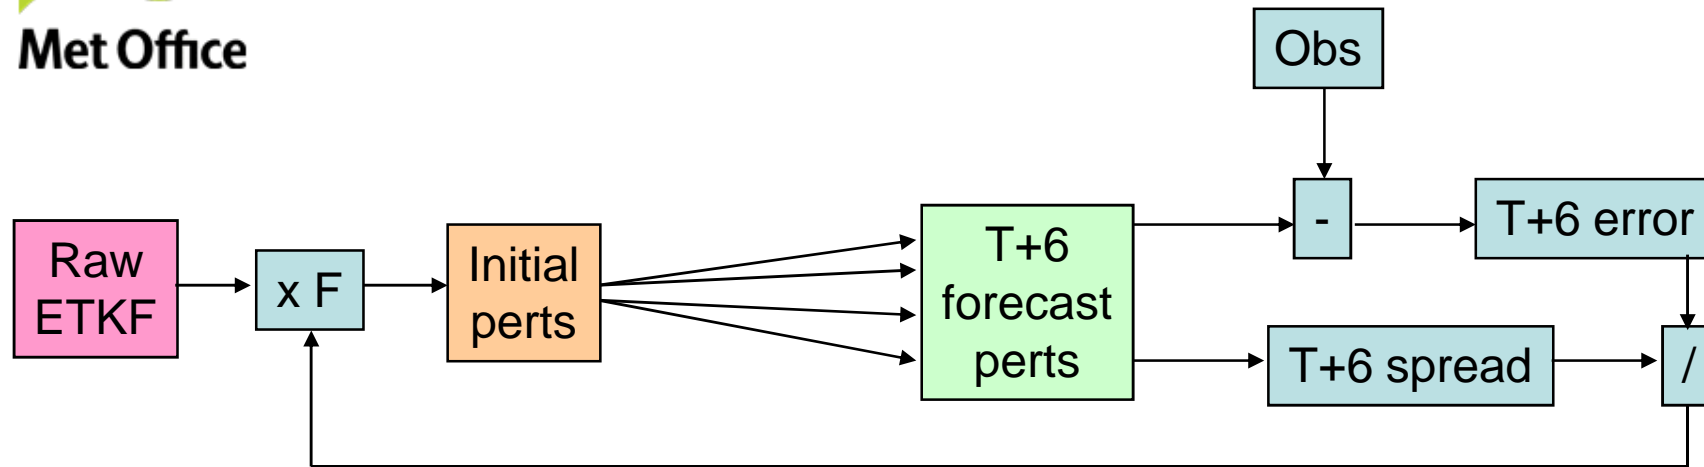 Met Office
Obs
Raw
ETKF
x F
Initial
perts
T+6
forecast
perts
-
T+6 error
T+6 spread
/